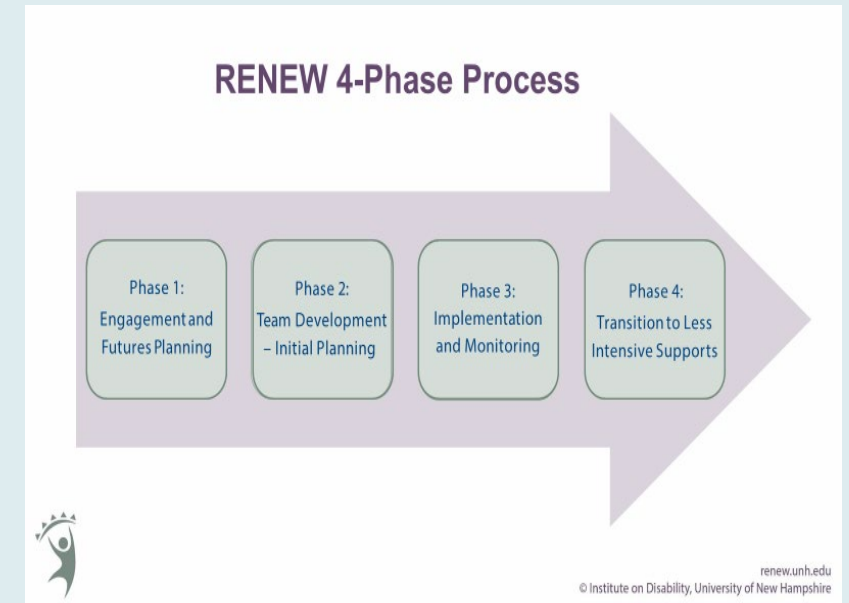 RENEW 4-Phase Process
Phase 1:
Engagement and
Futures Planning
Phase 2:
Team Development
– Initial Planning
Phase 3:
Implementation
and Monitoring
Phase 4:
Transition to Less
Intensive Supports
renew.unh.edu
© Institute on Disability, University of New Hampshire